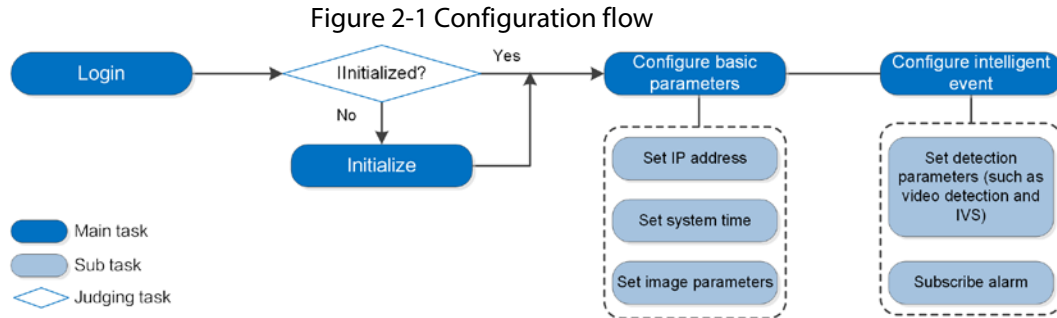 Figure 2-1 Configuration flow
Login
IInitialized?
Yes
No
Initialize
Configure basic
parameters
Set IP address
Set system time
Set image parameters
Configure intelligent
event
Set detection
parameters (such as
video detection and
IVS)
Subscribe alarm
Main task
Sub task
Judging task